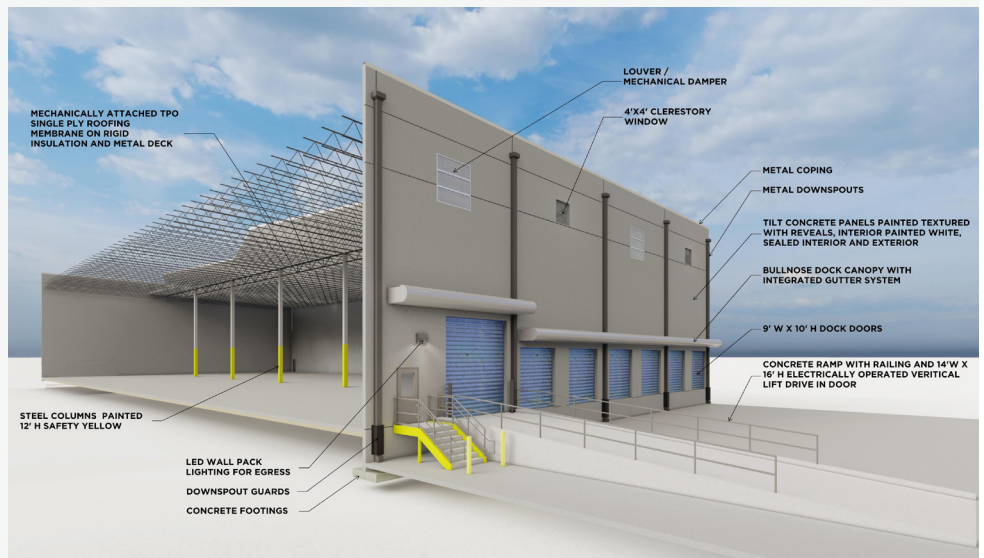 LOUVER /
MECHANICAL DAMPER
4'X4' CLERESTORY
WINDOW
MECHANICALLY ATTACHED TPO
SINGLE PLY ROOFING
MEMBRANE ON RIGID
INSULATION AND METAL DECK
METAL COPING
METAL DOWNSPOUTS
TILT CONCRETE PANELS PAINTED TEXTURED
WITH REVEALS, INTERIOR PAINTED WHITE,
SEALED INTERIOR AND EXTERIOR
BULLNOSE DOCK CANOPY WITH
INTEGRATED GUTTER SYSTEM
9' W X 10' H DOCK DOORS
CONCRETE RAMP WITH RAILING AND 14'W X
16' H ELECTRICALLY OPERATED VERITICAL
LIFT DRIVE IN DOOR
STEEL COLUMNS PAINTED
12' H SAFETY YELLOW
LED WALL PACK
LIGHTING FOR EGRESS
DOWNSPOUT GUARDS
CONCRETE FOOTINGS